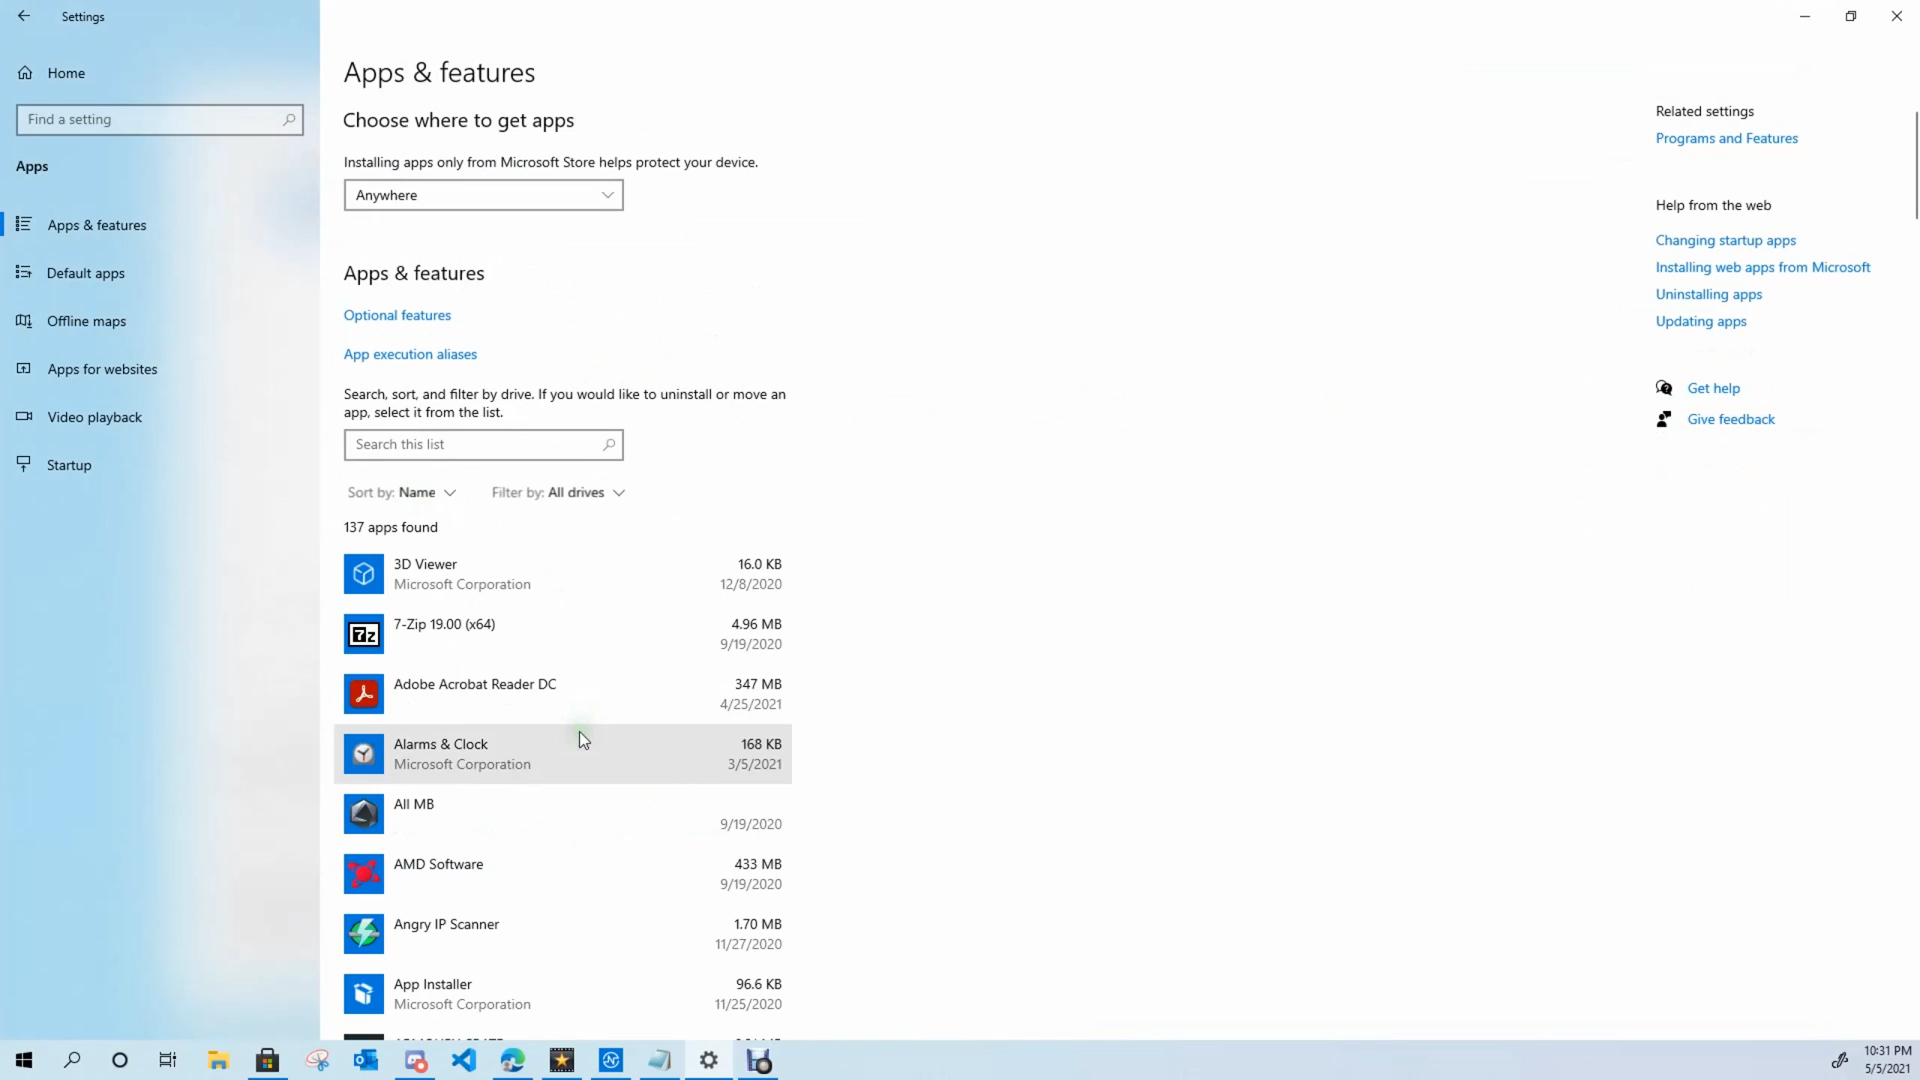 Settings
Home
Find a setting
Apps
Apps & features
Default apps
Offline maps
Apps for websites
Video playback
Startup
Apps & features
Choose where to get apps
Installing apps only from Microsoft Store helps protect your device.
Anywhere
Apps & features
Optional features
App execution aliases
Search, sort, and filter by drive. If you would like to uninstall or move an
app, select it from the list.
Search this list
Sort by: Name Filter by: All drives
137 apps found
3D Viewer 16.0 KB
Microsoft Corporation 12/8/2020
7z
7-Zip 19.00 (x64) 4.96 MB
9/19/2020
Adobe Acrobat Reader DC 347 MB
4/25/2021
Alarms & Clock 168 KB
Microsoft Corporation 3/5/2021
All MB
9/19/2020
AMD Software 433 MB
9/19/2020
Angry IP Scanner 1.70 MB
11/27/2020
App Installer 96.6 KB
Microsoft Corporation 11/25/2020
Related settings
Programs and Features
Help from the web
Changing startup apps
Installing web apps from Microsoft
Uninstalling apps
Updating apps
Get help
Give feedback
10:31 PM
5/5/2021